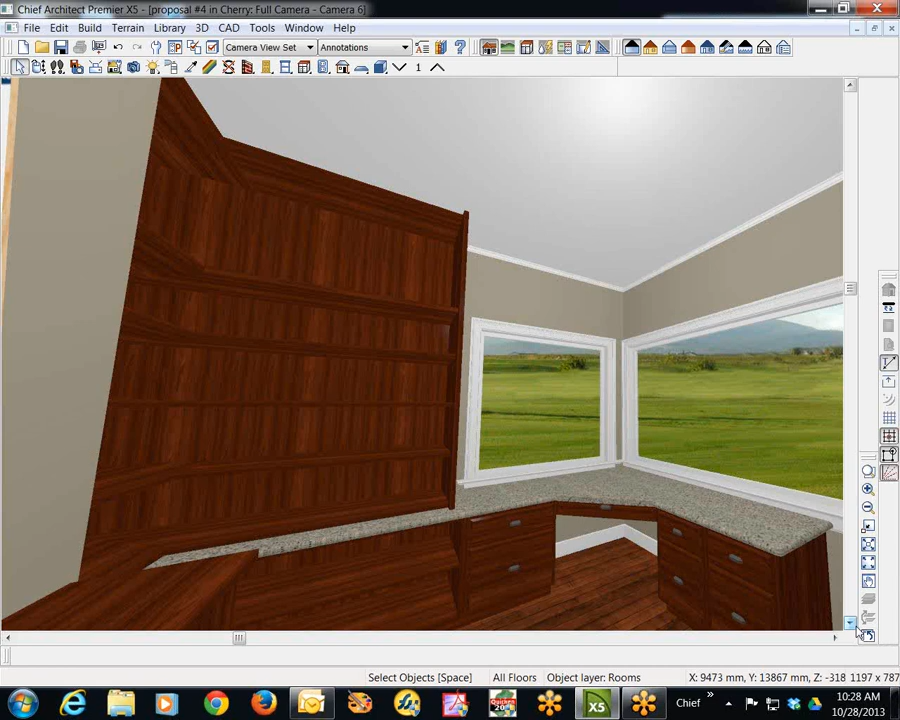 Chief Architect Premier X5 - [proposal #4 in Cherry: Full Camera - Camera 6]
File Edit Build Terrain Library 3D CAD Tools Window Help
Camera View Set Annotations
1
Select Objects [Space] All Floors Object layer: Rooms X: 9473 mm, Y: 13867 mm, Z: -318 1197 x 787
Quicken
X5
Chief
10:28 AM
10/28/2013